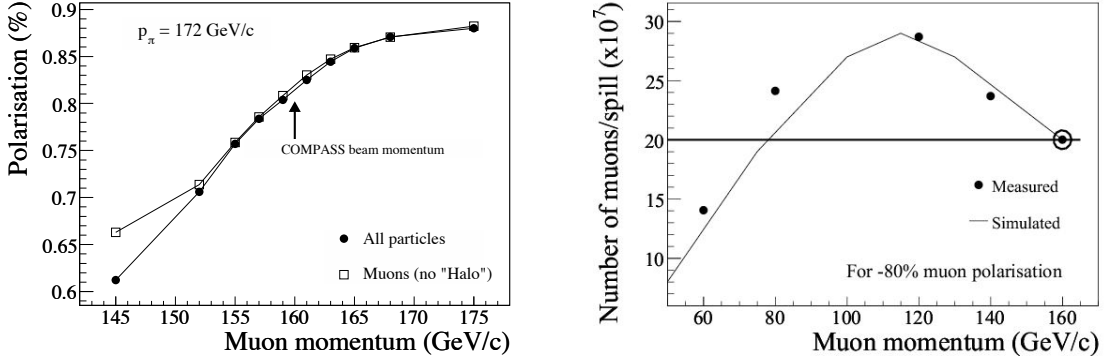 Polarisation (%)
0.9
0.85
0.8
0.75
0.7
0.65
0.6
pπ = 172 GeV/c
COMPASS beam momentum
All particles
Muons (no "Halo")
145 150 155 160 165 170 175
Muon momentum (GeV/c)
Number of muons/spill (x10⁷)
30
25
20
15
10
Measured
Simulated
For -80% muon polarisation
60 80 100 120 140 160
Muon momentum (GeV/c)